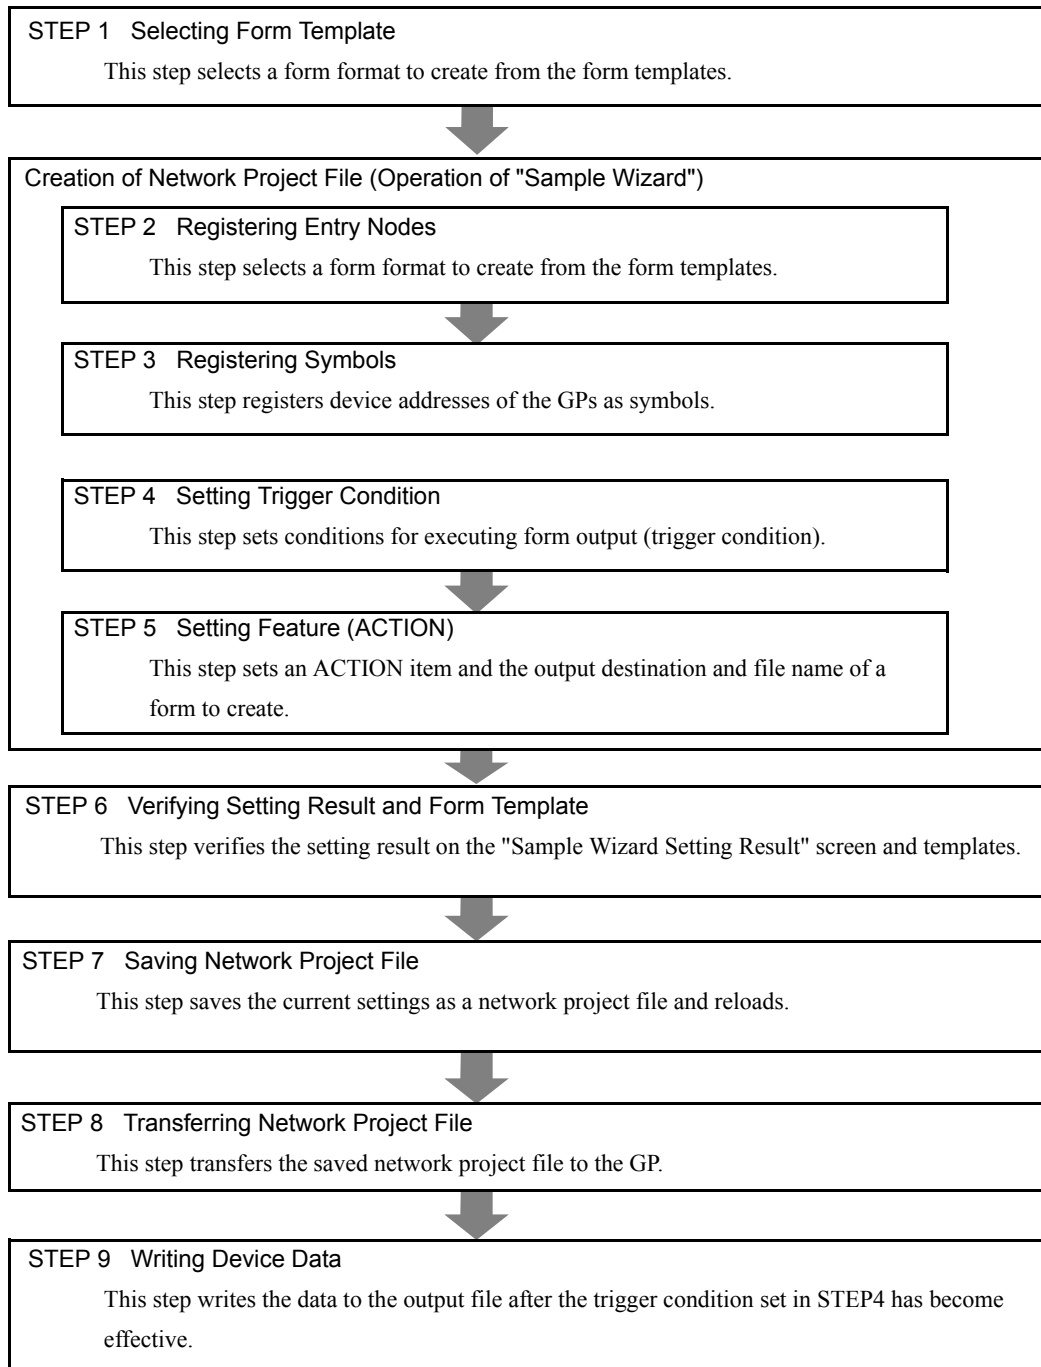 STEP 1 Selecting Form Template
This step selects a form format to create from the form templates.
Creation of Network Project File (Operation of "Sample Wizard")
STEP 2 Registering Entry Nodes
This step selects a form format to create from the form templates.
STEP 3 Registering Symbols
This step registers device addresses of the GPs as symbols.
STEP 4 Setting Trigger Condition
This step sets conditions for executing form output (trigger condition).
STEP 5 Setting Feature (ACTION)
This step sets an ACTION item and the output destination and file name of a
form to create.
STEP 6 Verifying Setting Result and Form Template
This step verifies the setting result on the "Sample Wizard Setting Result" screen and templates.
STEP 7 Saving Network Project File
This step saves the current settings as a network project file and reloads.
STEP 8 Transferring Network Project File
This step transfers the saved network project file to the GP.
STEP 9 Writing Device Data
This step writes the data to the output file after the trigger condition set in STEP4 has become
effective.